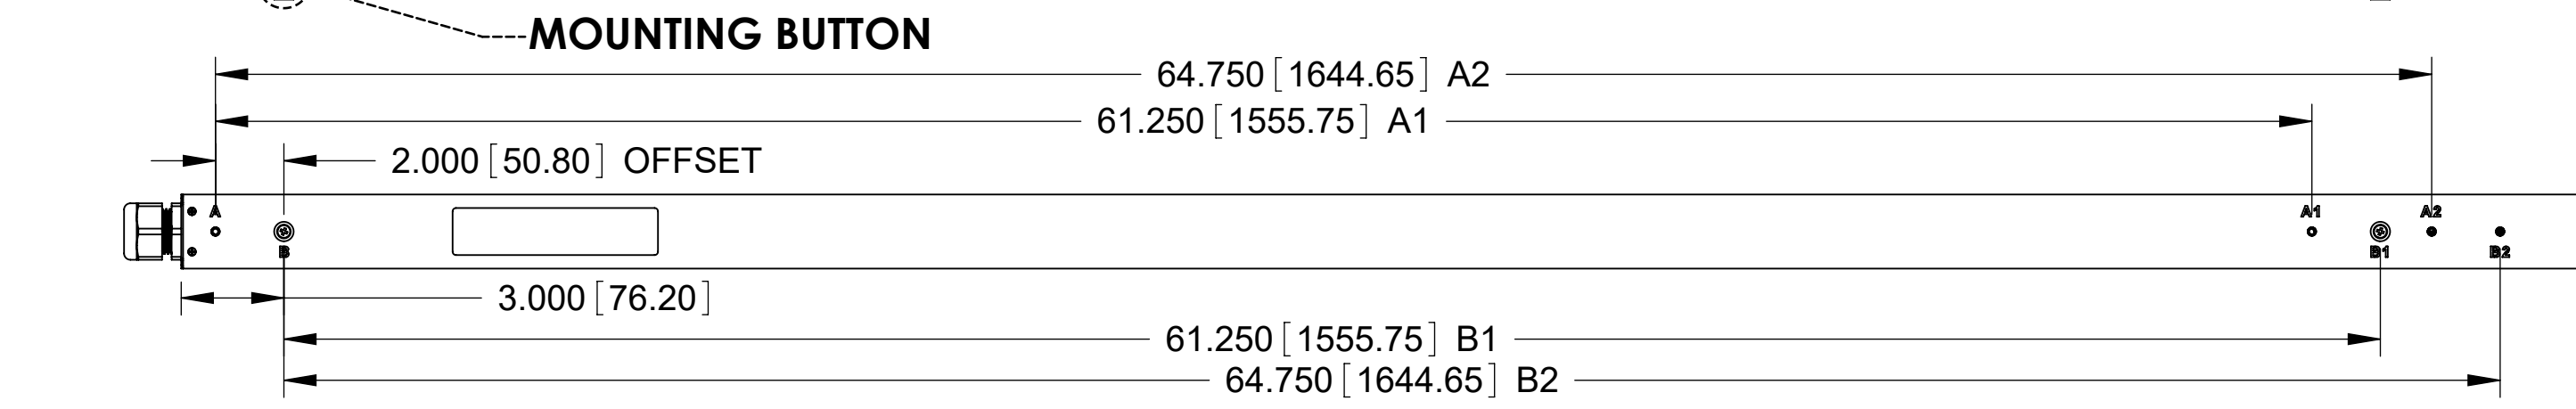 MOUNTING BUTTON
64.750 [1644.65] A2
61.250 [1555.75] A1
2.000 [50.80] OFFSET
A
A1
A2
B
B1
B2
3.000 [76.20]
61.250 [1555.75] B1
64.750 [1644.65] B2